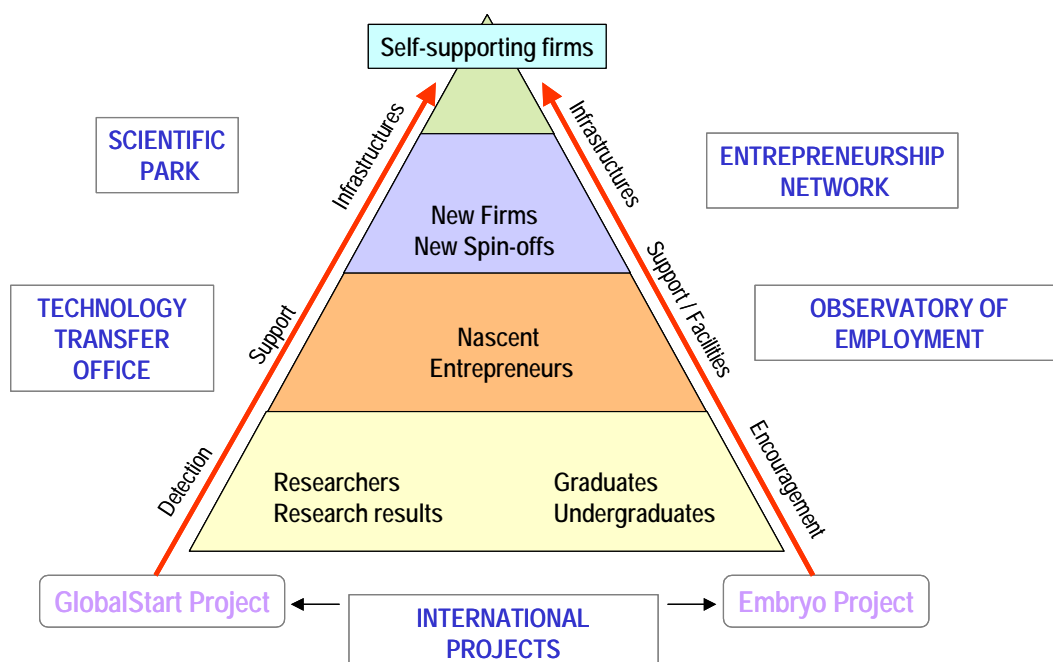 Self-supporting firms
Infrastructures
Infrastructures
SCIENTIFIC
PARK
ENTREPRENEURSHIP
NETWORK
New Firms
New Spin-offs
TECHNOLOGY
TRANSFER
OFFICE
Support
Support / Facilities
OBSERVATORY OF
EMPLOYMENT
Nascent
Entrepreneurs
Detection
Encouragement
Researchers
Research results
Graduates
Undergraduates
GlobalStart Project
Embryo Project
INTERNATIONAL
PROJECTS